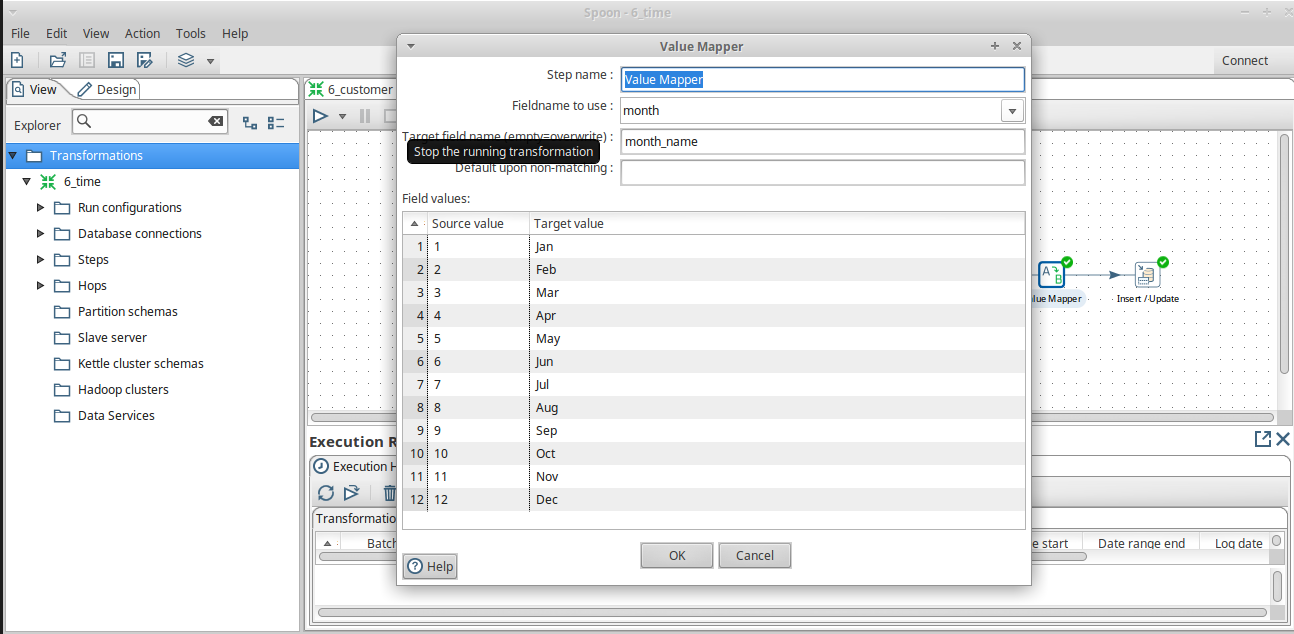 Spoon - 6_time
File Edit View Action Tools Help
Connect
View Design
Explorer
Transformations
6_time
Run configurations
Database connections
Steps
Hops
Partition schemas
Slave server
Kettle cluster schemas
Hadoop clusters
Data Services
6_customer
Value Mapper
Step name : Value Mapper
Fieldname to use : month
Target field name (empty=overwrite) : month_name
Stop the running transformation
Default upon non-matching :
Field values:
Source value Target value
1 1 Jan
2 2 Feb
3 3 Mar
4 4 Apr
5 5 May
6 6 Jun
7 7 Jul
8 8 Aug
9 9 Sep
10 10 Oct
11 11 Nov
12 12 Dec
OK Cancel
Help
A B
lue Mapper Insert / Update
Execution R
Execution H
Transformatio
Batch
e start Date range end Log date